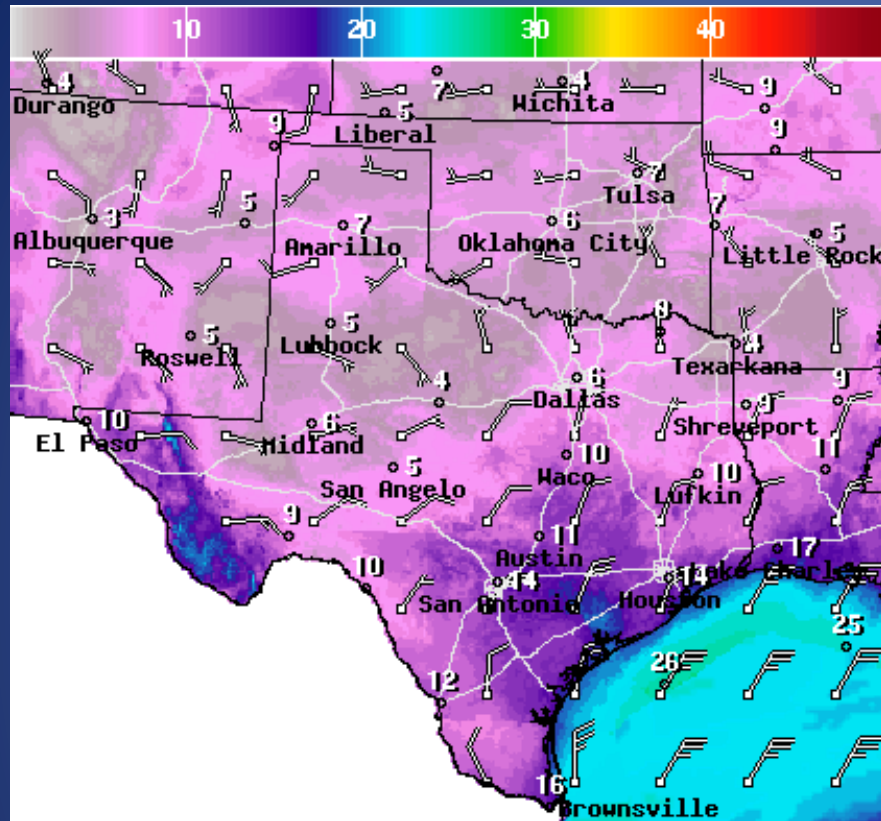 10 20 30 40
4 7 4 9
Durango Wichita
9 5 9
Liberal
7
Tulsa
3 5 7 6 7 5
Albuquerque Amarillo Oklahoma City Little Rock
5 5 9
Roswell Lubbock Texarkana
4 6 9 9
Dallas
10 6 Shreveport
El Paso Midland
5 10 10 11
San Angelo Waco Lufkin
9 11 17
Austin
10 14 14 Lake Charles
San Antonio Houston
25
26
12
16
Brownsville